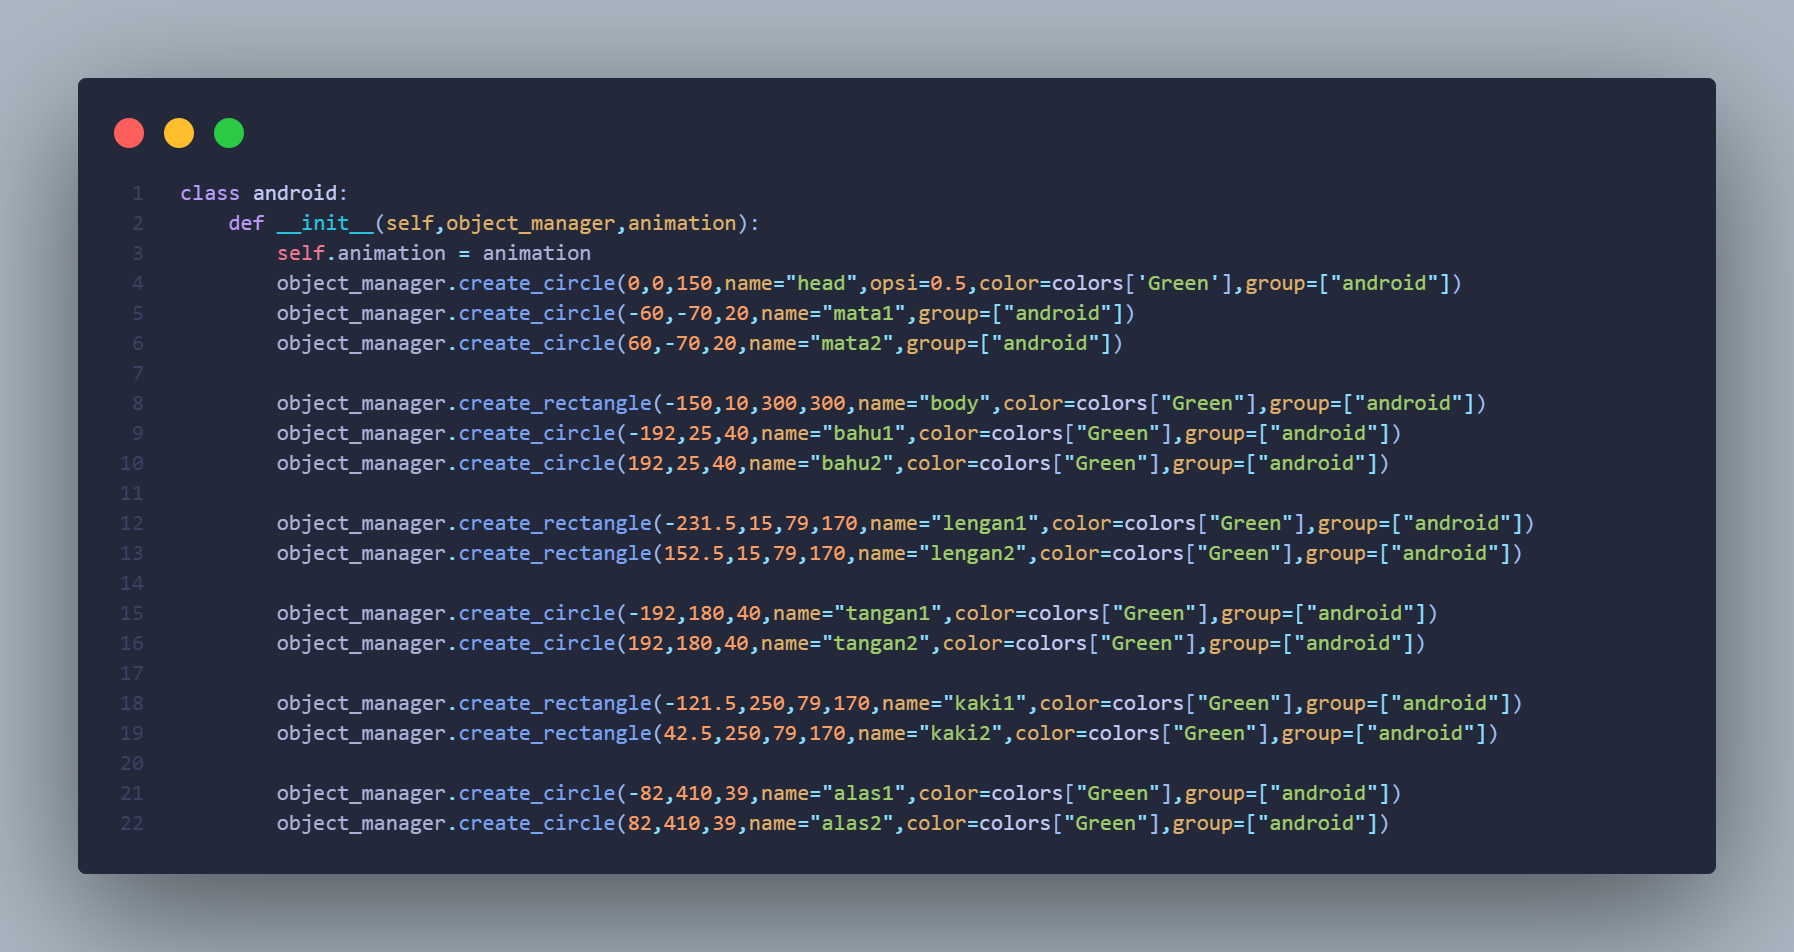 1 class android:
2     def __init__(self,object_manager,animation):
3         self.animation = animation
4         object_manager.create_circle(0,0,150,name="head",opsi=0.5,color=colors['Green'],group=["android"])
5         object_manager.create_circle(-60,-70,20,name="mata1",group=["android"])
6         object_manager.create_circle(60,-70,20,name="mata2",group=["android"])
7
8         object_manager.create_rectangle(-150,10,300,300,name="body",color=colors["Green"],group=["android"])
9         object_manager.create_circle(-192,25,40,name="bahu1",color=colors["Green"],group=["android"])
10         object_manager.create_circle(192,25,40,name="bahu2",color=colors["Green"],group=["android"])
11
12         object_manager.create_rectangle(-231.5,15,79,170,name="lengan1",color=colors["Green"],group=["android"])
13         object_manager.create_rectangle(152.5,15,79,170,name="lengan2",color=colors["Green"],group=["android"])
14
15         object_manager.create_circle(-192,180,40,name="tangan1",color=colors["Green"],group=["android"])
16         object_manager.create_circle(192,180,40,name="tangan2",color=colors["Green"],group=["android"])
17
18         object_manager.create_rectangle(-121.5,250,79,170,name="kaki1",color=colors["Green"],group=["android"])
19         object_manager.create_rectangle(42.5,250,79,170,name="kaki2",color=colors["Green"],group=["android"])
20
21         object_manager.create_circle(-82,410,39,name="alas1",color=colors["Green"],group=["android"])
22         object_manager.create_circle(82,410,39,name="alas2",color=colors["Green"],group=["android"])